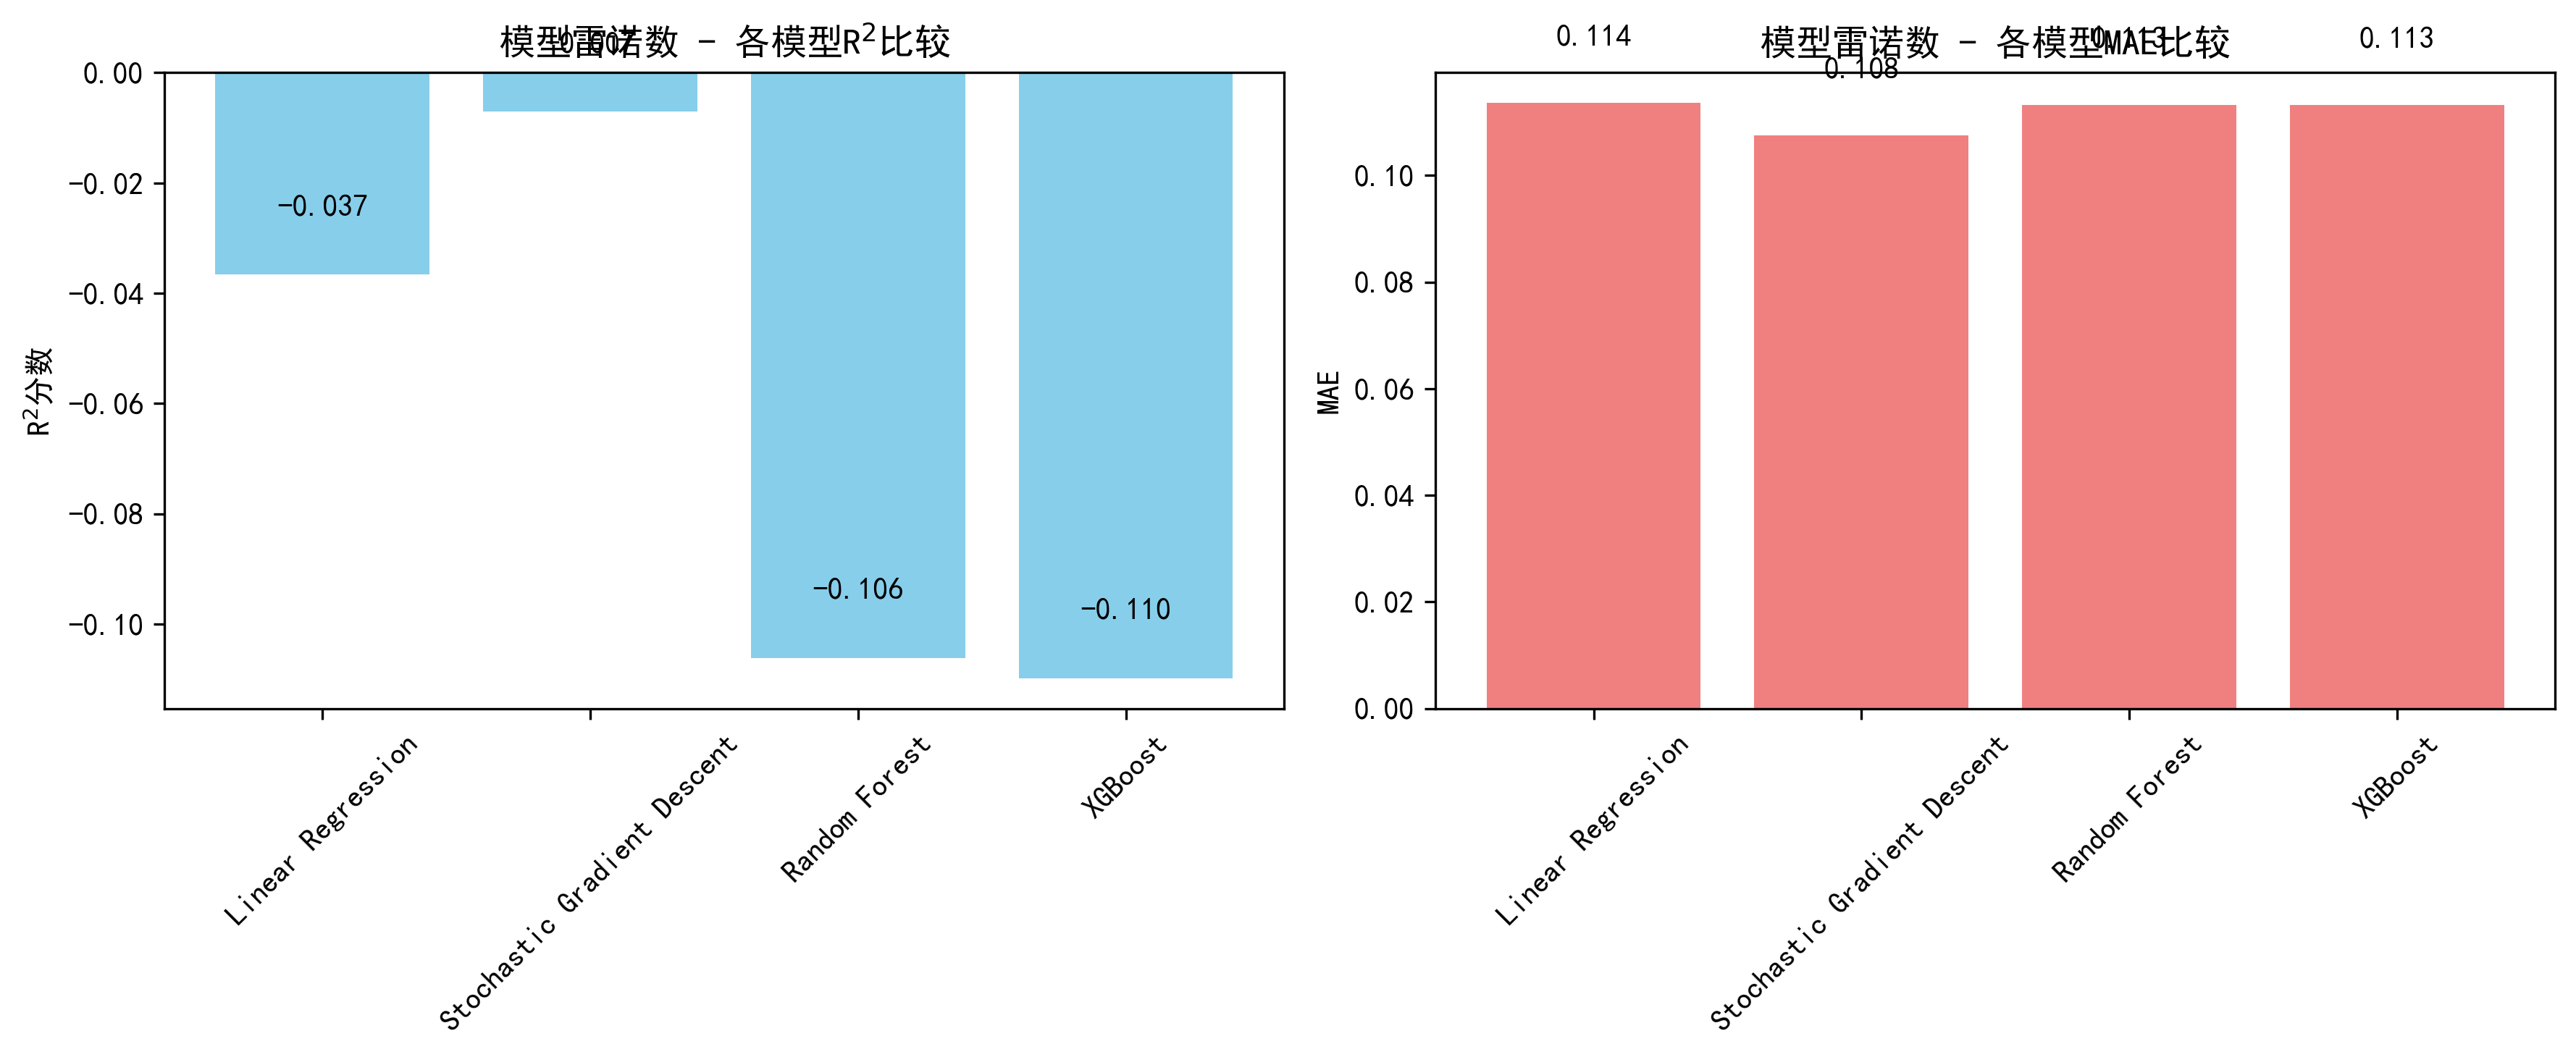 模型雷诺数 - 各模型R²比较
-0.007
0.00
-0.02
-0.04
-0.06
-0.08
-0.10
R²分数
-0.037
-0.106
-0.110
Linear Regression
Stochastic Gradient Descent
Random Forest
XGBoost
模型雷诺数 - 各模型MAE比较
0.114
0.108
0.113
0.113
0.10
0.08
0.06
0.04
0.02
0.00
MAE
Linear Regression
Stochastic Gradient Descent
Random Forest
XGBoost